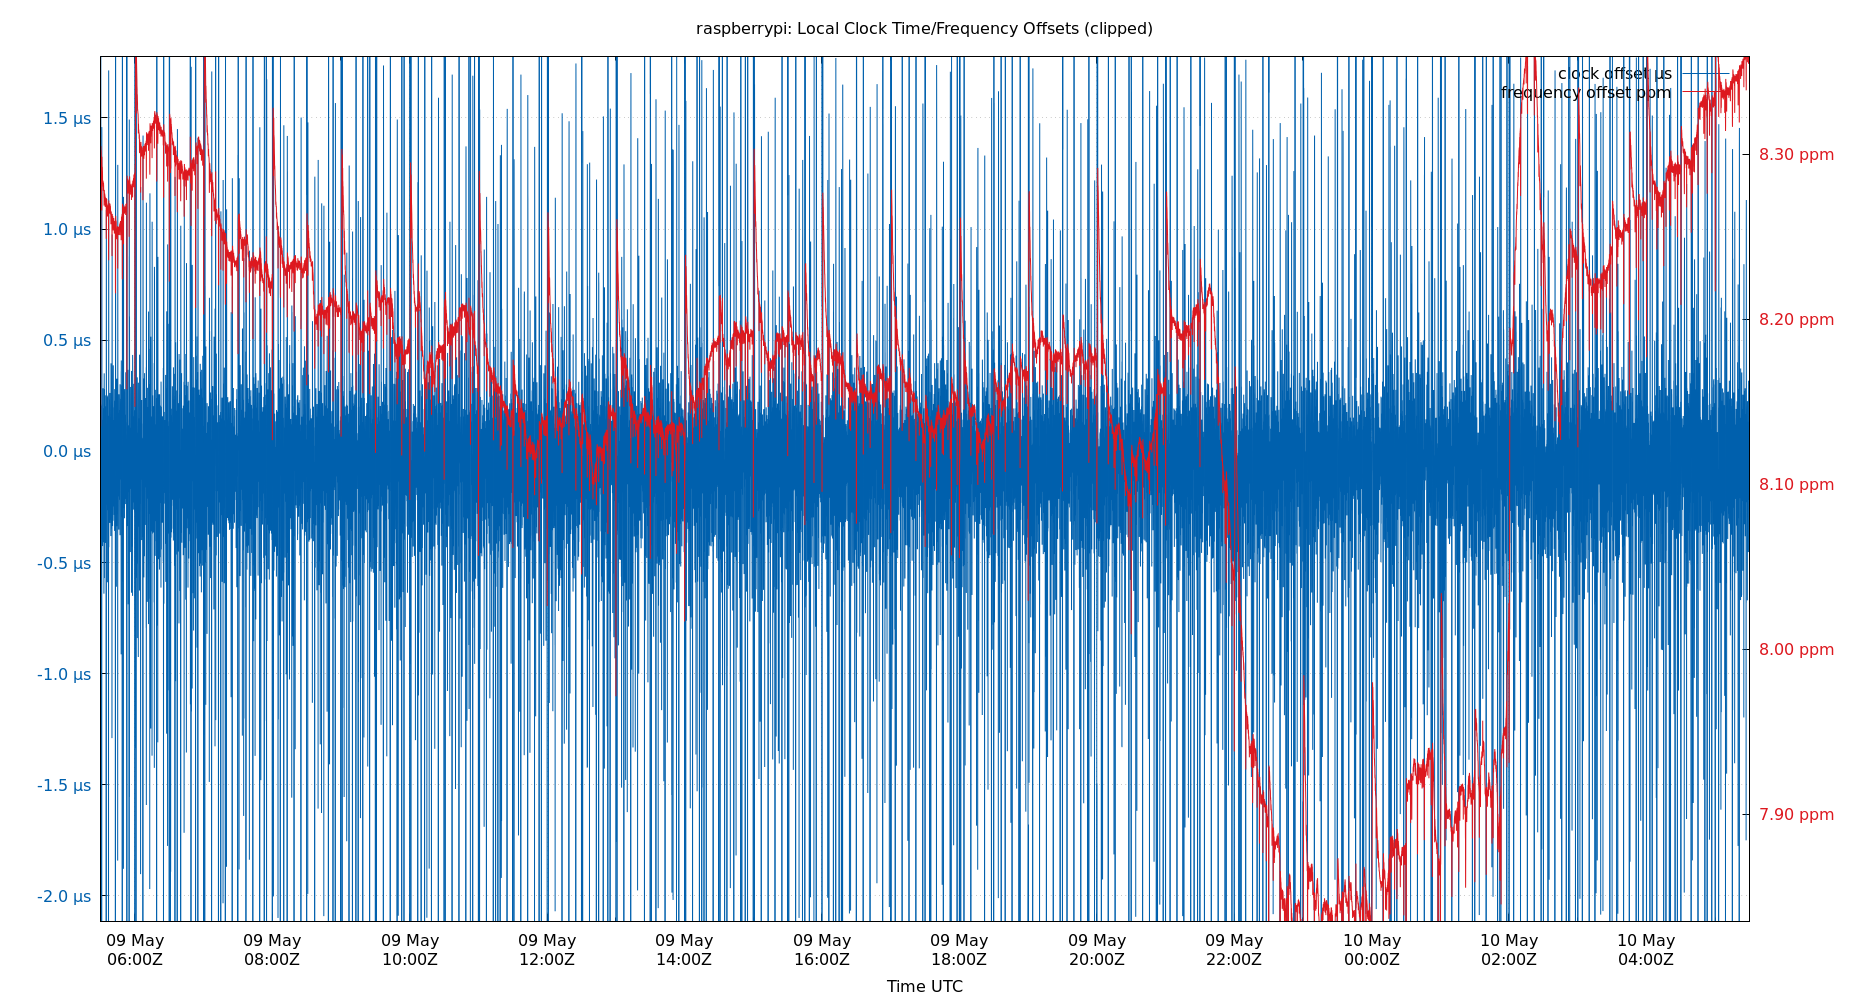 raspberrypi: Local Clock Time/Frequency Offsets (clipped)
clock offset µs
frequency offset ppm
1.5 µs
1.0 µs
0.5 µs
0.0 µs
-0.5 µs
-1.0 µs
-1.5 µs
-2.0 µs
8.30 ppm
8.20 ppm
8.10 ppm
8.00 ppm
7.90 ppm
09 May
06:00Z
09 May
08:00Z
09 May
10:00Z
09 May
12:00Z
09 May
14:00Z
09 May
16:00Z
09 May
18:00Z
09 May
20:00Z
09 May
22:00Z
10 May
00:00Z
10 May
02:00Z
10 May
04:00Z
Time UTC